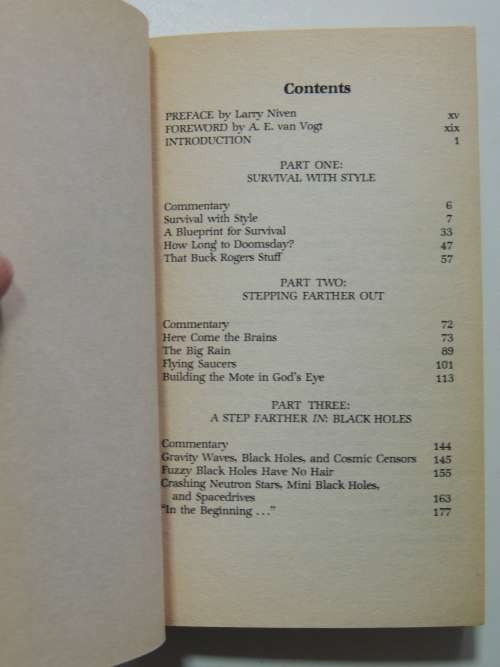 Contents
PREFACE by Larry Niven xv
FOREWORD by A. E. van Vogt xix
INTRODUCTION 1
PART ONE:
SURVIVAL WITH STYLE
Commentary 6
Survival with Style 7
A Blueprint for Survival 33
How Long to Doomsday? 47
That Buck Rogers Stuff 57
PART TWO:
STEPPING FARTHER OUT
Commentary 72
Here Come the Brains 73
The Big Rain 89
Flying Saucers 101
Building the Mote in God's Eye 113
PART THREE:
A STEP FARTHER IN: BLACK HOLES
Commentary 144
Gravity Waves, Black Holes, and Cosmic Censors 145
Fuzzy Black Holes Have No Hair 155
Crashing Neutron Stars, Mini Black Holes,
and Spacedrives 163
"In the Beginning . . ." 177